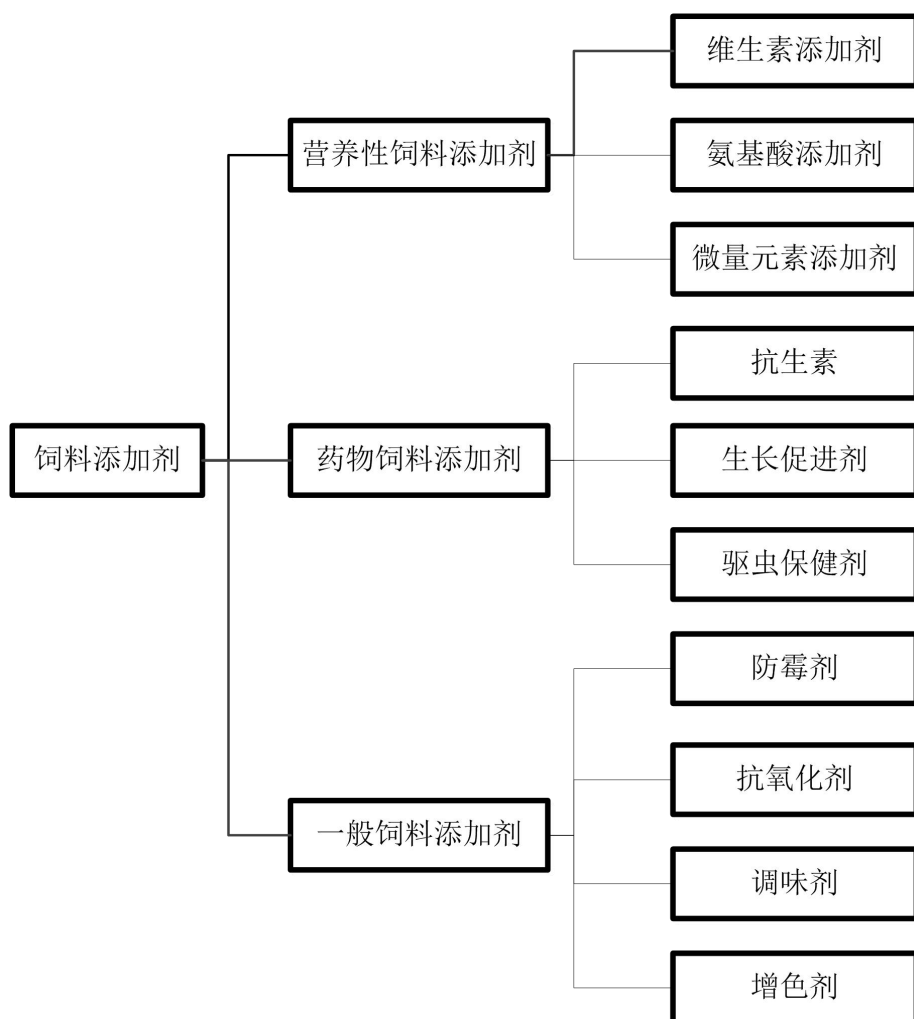 饲料添加剂
营养性饲料添加剂
维生素添加剂
氨基酸添加剂
微量元素添加剂
药物饲料添加剂
抗生素
生长促进剂
驱虫保健剂
一般饲料添加剂
防霉剂
抗氧化剂
调味剂
增色剂